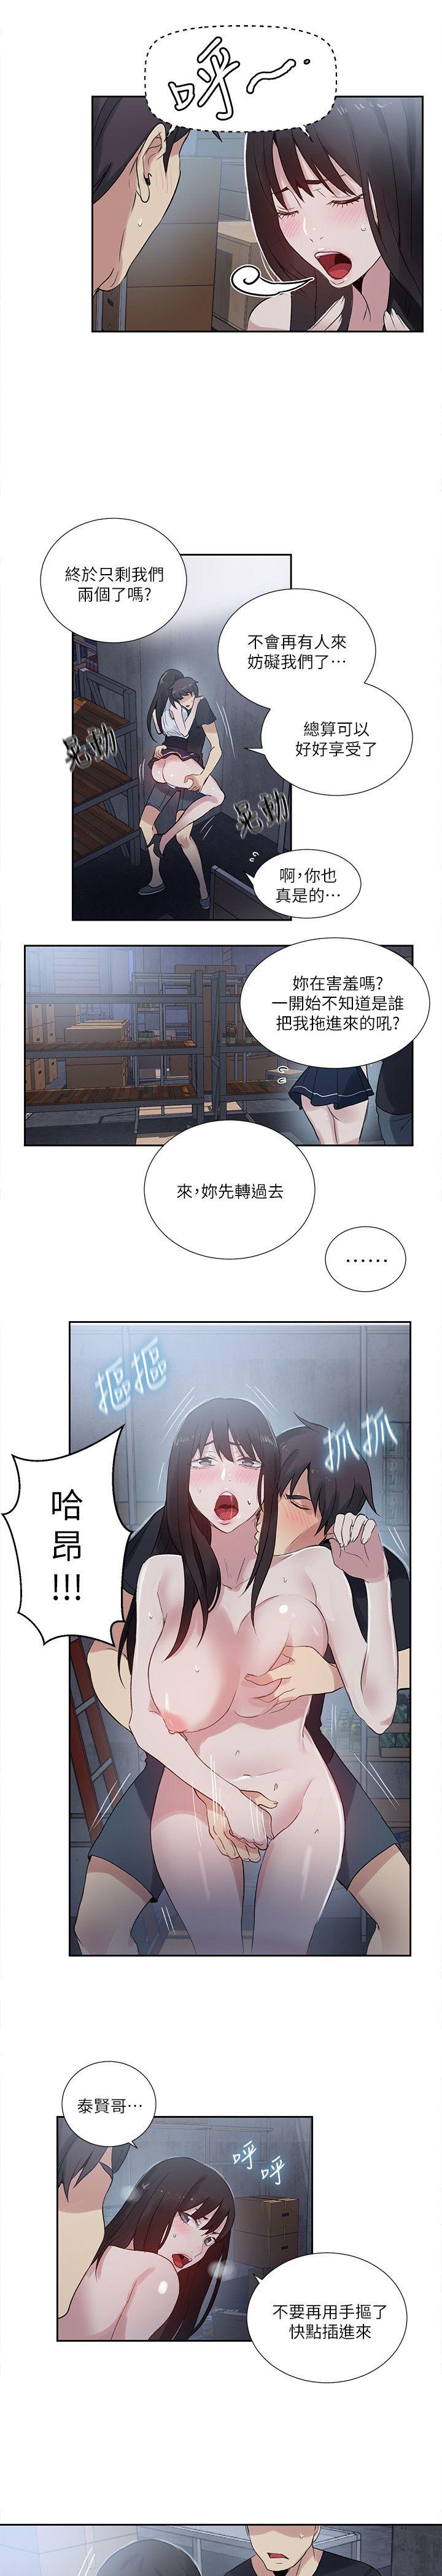 呼～
終於只剩我們
兩個了嗎?
不會再有人來
妨礙我們了…
總算可以
好好享受了
晃動
晃動
啊，你也
真是的…
妳在害羞嗎?
一開始不知道是誰
把我拖進來的吼?
來，妳先轉過去
……
摳摳
抓抓
哈昂!!!
泰賢哥…
呼
呼
不要再用手摳了
快點插進來